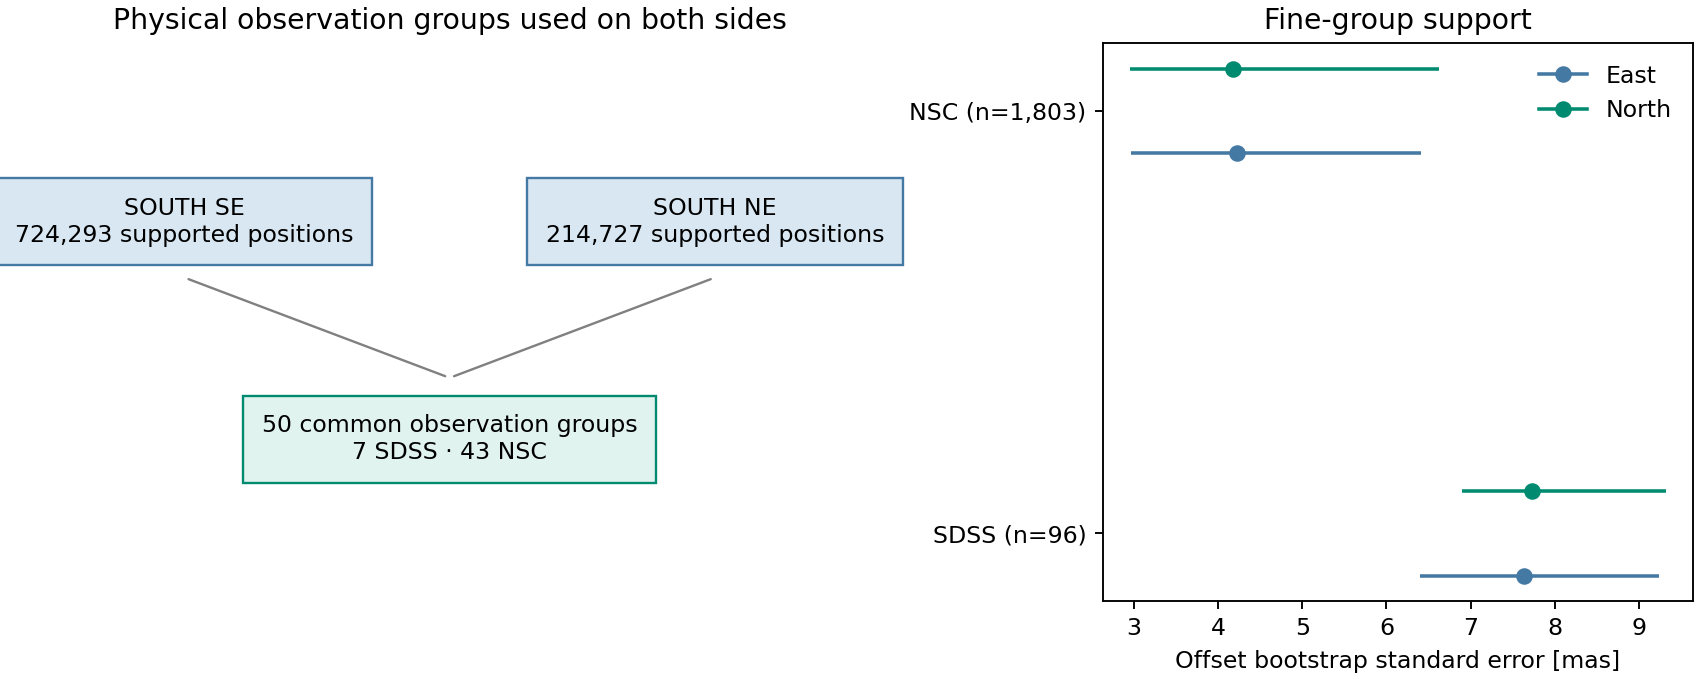 Physical observation groups used on both sides
SOUTH SE
724,293 supported positions
SOUTH NE
214,727 supported positions
50 common observation groups
7 SDSS · 43 NSC
Fine-group support
East
North
NSC (n=1,803)
SDSS (n=96)
3 4 5 6 7 8 9
Offset bootstrap standard error [mas]